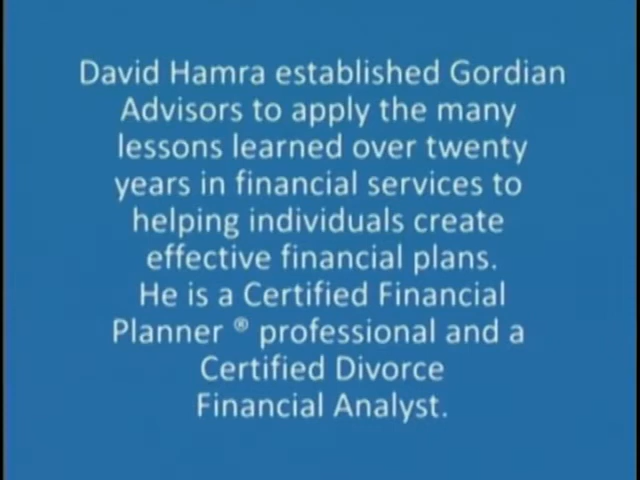 David Hamra established Gordian
Advisors to apply the many
lessons learned over twenty
years in financial services to
helping individuals create
effective financial plans.
He is a Certified Financial
Planner ® professional and a
Certified Divorce
Financial Analyst.